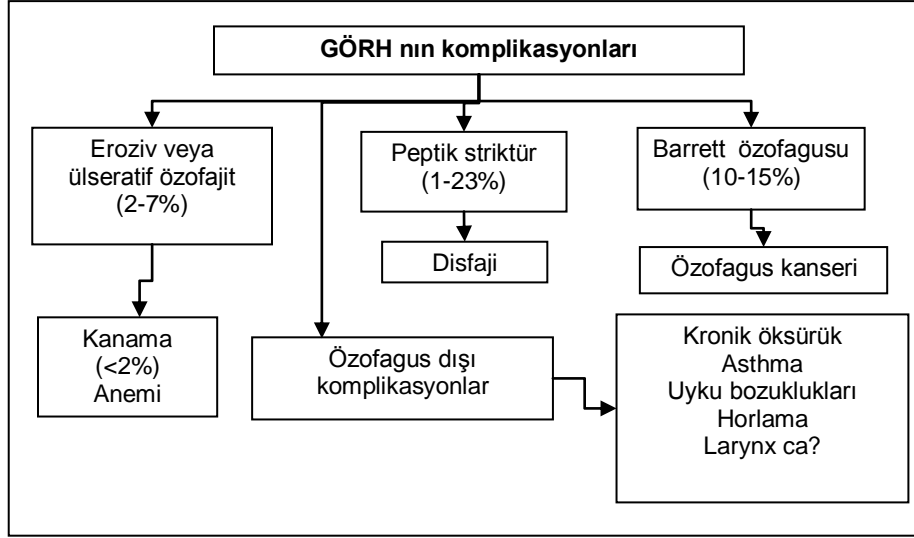 GÖRH nın komplikasyonları
Eroziv veya
ülseratif özofajit
(2-7%)
Peptik striktür
(1-23%)
Barrett özofagusu
(10-15%)
Disfaji
Özofagus kanseri
Kanama
(<2%)
Anemi
Özofagus dışı
komplikasyonlar
Kronik öksürük
Asthma
Uyku bozuklukları
Horlama
Larynx ca?